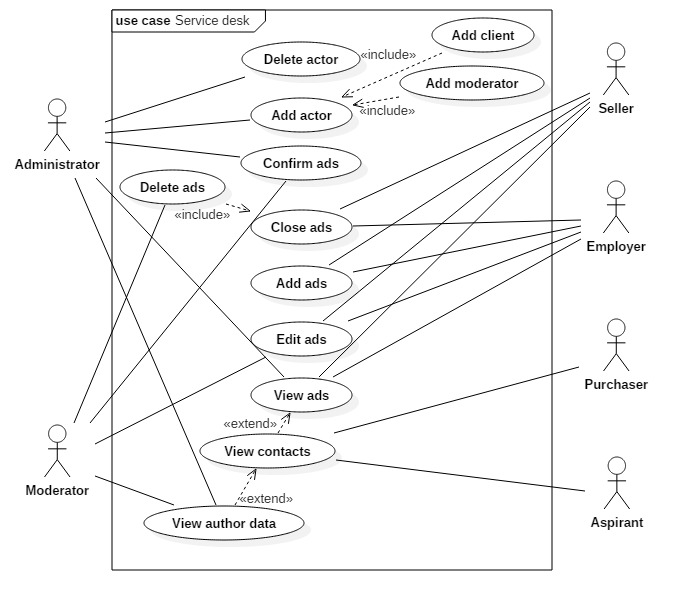 use case Service desk
Add client
Delete actor
«include»
Add moderator
Seller
Add actor
«include»
Administrator
Confirm ads
Delete ads
«include»
Close ads
Employer
Add ads
Edit ads
Purchaser
View ads
«extend»
View contacts
Moderator
«extend»
View author data
Aspirant